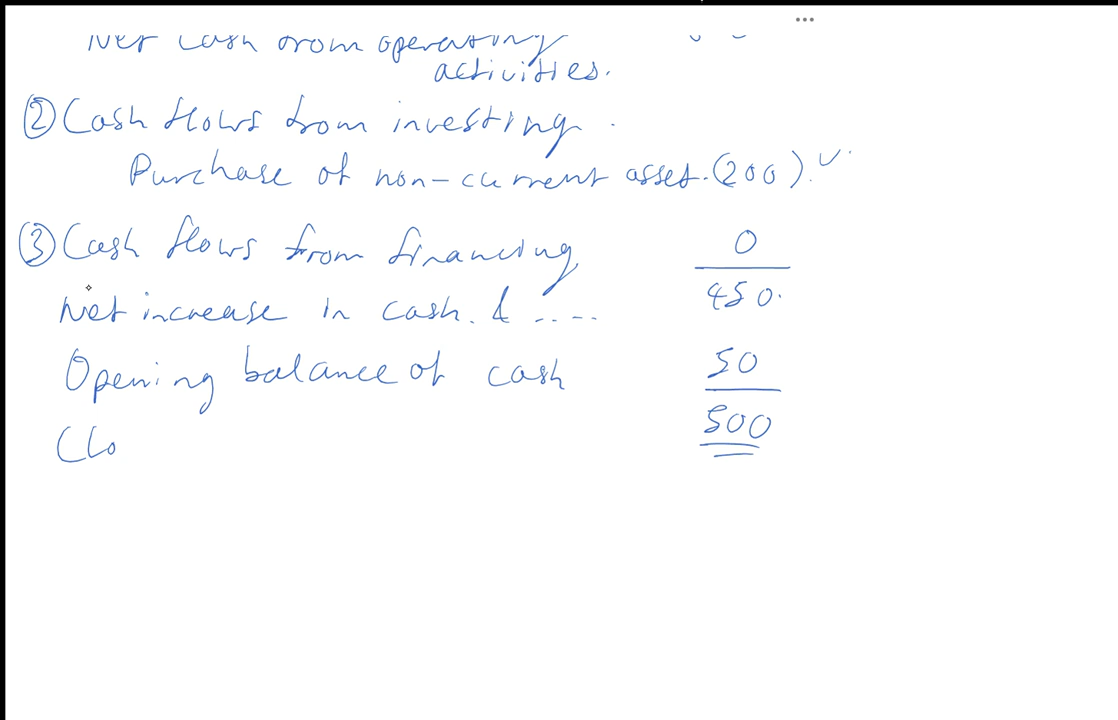 Net cash from operating
activities.
② Cash flows from investing.
Purchase of non-current asset. (200).
③ Cash flows from financing 0
Net increase in cash. & ..... 450.
Opening balance of cash 50
Clo 500